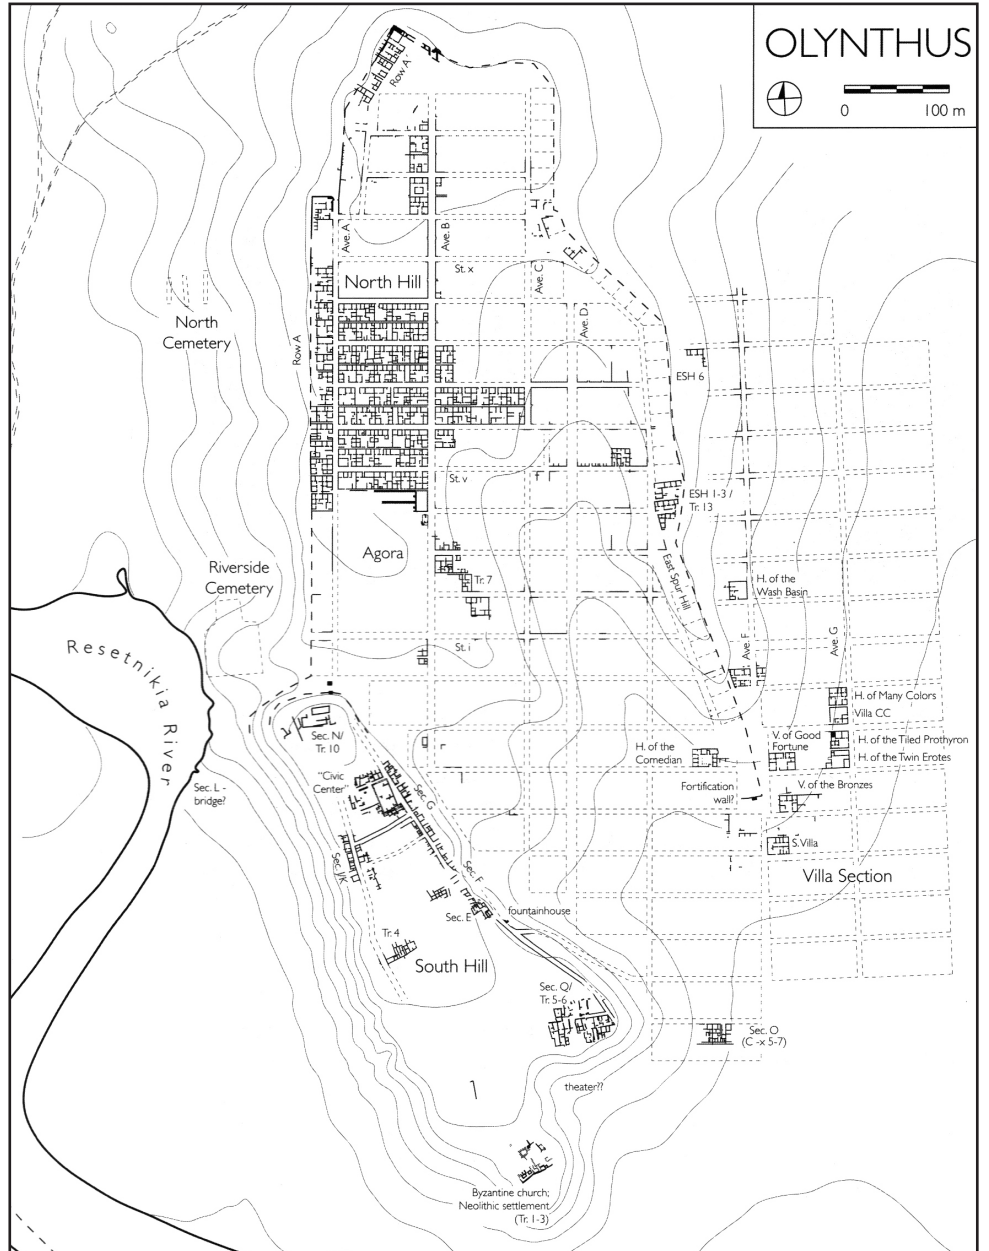 OLYNTHUS
0
100 m
Row A'
Ave. A
Ave. B
St. x
Ave. C
North Hill
Ave. D
North
Cemetery
Row A
ESH 6
St. v
ESH 1-3 /
Tr. 13
Agora
Riverside
Cemetery
Tr. 7
East Spur Hill
H. of the
Wash Basin
Resetnikia River
St. i
Ave. F
Ave. G
H. of Many Colors
Villa CC
Sec. N/
Tr. 10
V. of Good
Fortune
H. of the Tiled Prothyron
H. of the
Comedian
H. of the Twin Erotes
"Civic
Center"
Sec. G
Fortification
wall?
V. of the Bronzes
Sec. L -
bridge?
S. Villa
Sec. J/K
Sec. F
Villa Section
Sec. E
fountainhouse
Tr. 4
South Hill
Sec. Q/
Tr. 5-6
Sec. O
(C -x 5-7)
theater??
Byzantine church;
Neolithic settlement
(Tr. 1-3)